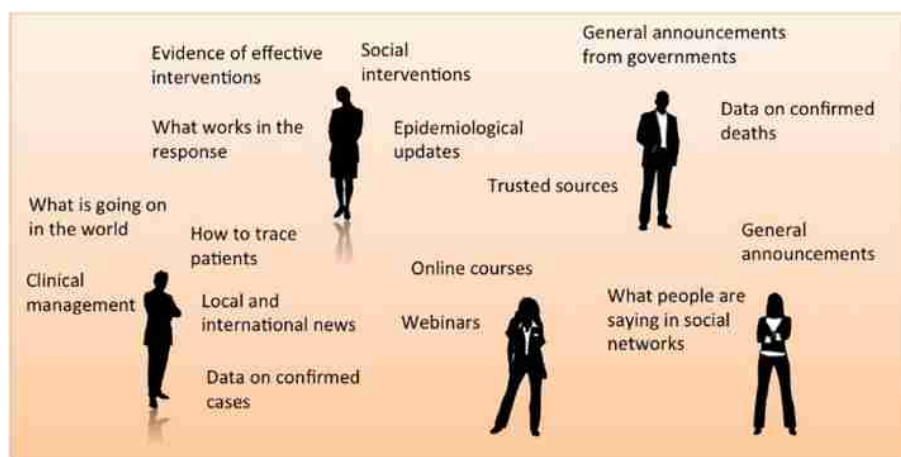 Evidence of effective
interventions
Social
interventions
General announcements
from governments
What works in the
response
Epidemiological
updates
Data on confirmed
deaths
Trusted sources
What is going on
in the world
How to trace
patients
General
announcements
Clinical
management
Online courses
Local and
international news
Webinars
What people are
saying in social
networks
Data on confirmed
cases